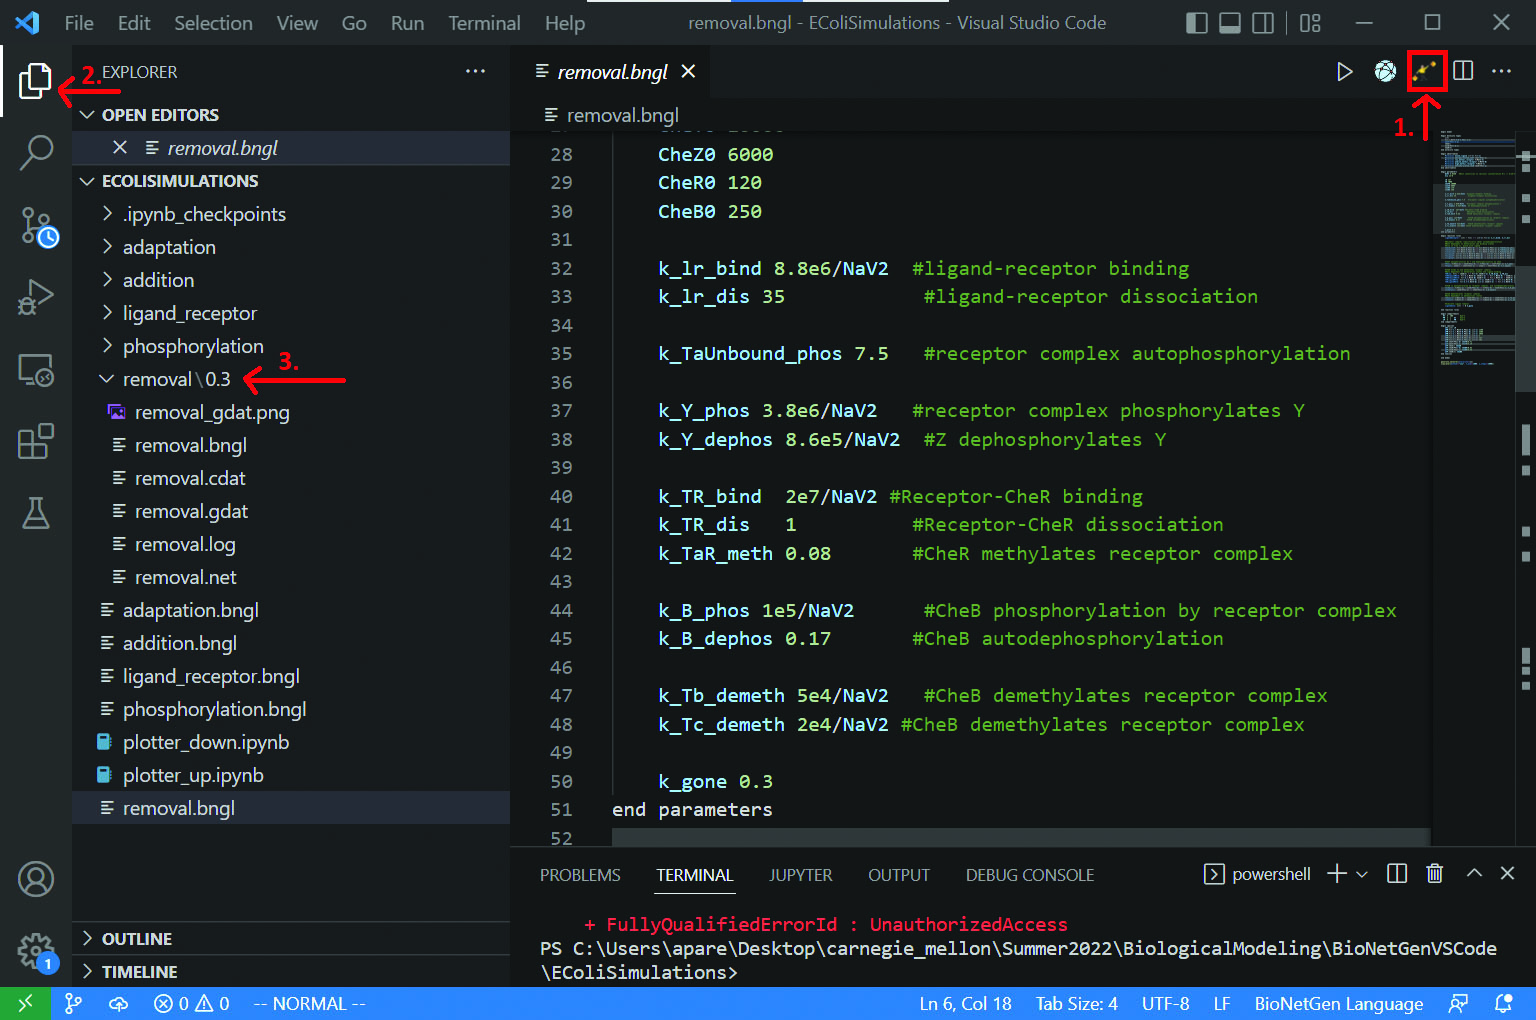 File Edit Selection View Go Run Terminal Help removal.bngl - EColiSimulations - Visual Studio Code
2. EXPLORER
OPEN EDITORS
removal.bngl
ECOLISIMULATIONS
.ipynb_checkpoints
adaptation
addition
ligand_receptor
phosphorylation
3.
removal\0.3
removal_gdat.png
removal.bngl
removal.cdat
removal.gdat
removal.log
removal.net
adaptation.bngl
addition.bngl
ligand_receptor.bngl
phosphorylation.bngl
plotter_down.ipynb
plotter_up.ipynb
removal.bngl
OUTLINE
TIMELINE
1
removal.bngl
1.
removal.bngl
28 CheZ0 6000
29 CheR0 120
30 CheB0 250
31
32 k_lr_bind 8.8e6/NaV2 #ligand-receptor binding
33 k_lr_dis 35 #ligand-receptor dissociation
34
35 k_TaUnbound_phos 7.5 #receptor complex autophosphorylation
36
37 k_Y_phos 3.8e6/NaV2 #receptor complex phosphorylates Y
38 k_Y_dephos 8.6e5/NaV2 #Z dephosphorylates Y
39
40 k_TR_bind 2e7/NaV2 #Receptor-CheR binding
41 k_TR_dis 1 #Receptor-CheR dissociation
42 k_TaR_meth 0.08 #CheR methylates receptor complex
43
44 k_B_phos 1e5/NaV2 #CheB phosphorylation by receptor complex
45 k_B_dephos 0.17 #CheB autodephosphorylation
46
47 k_Tb_demeth 5e4/NaV2 #CheB demethylates receptor complex
48 k_Tc_demeth 2e4/NaV2 #CheB demethylates receptor complex
49
50 k_gone 0.3
51 end parameters
52
PROBLEMS TERMINAL JUPYTER OUTPUT DEBUG CONSOLE powershell
+ FullyQualifiedErrorId : UnauthorizedAccess
PS C:\Users\apare\Desktop\carnegie_mellon\Summer2022\BiologicalModeling\BioNetGenVSCode
\EColiSimulations>
0 0 -- NORMAL -- Ln 6, Col 18 Tab Size: 4 UTF-8 LF BioNetGen Language